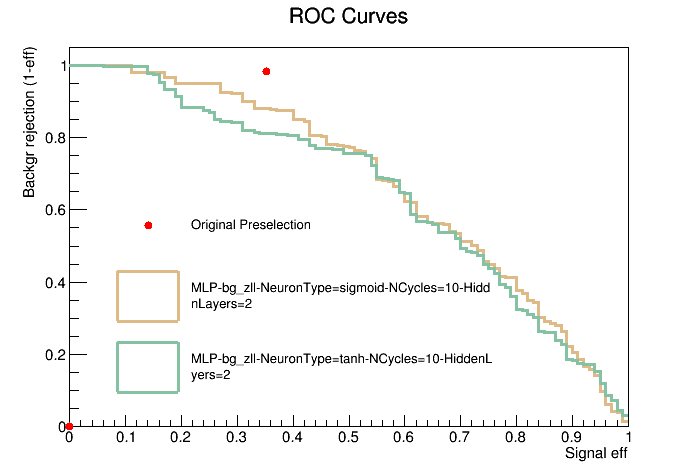 ROC Curves
Backgr rejection (1-eff)
1
0.8
0.6
0.4
0.2
0
Original Preselection
MLP-bg_zll-NeuronType=sigmoid-NCycles=10-Hidd
nLayers=2
MLP-bg_zll-NeuronType=tanh-NCycles=10-HiddenL
yers=2
0 0.1 0.2 0.3 0.4 0.5 0.6 0.7 0.8 0.9 1
Signal eff